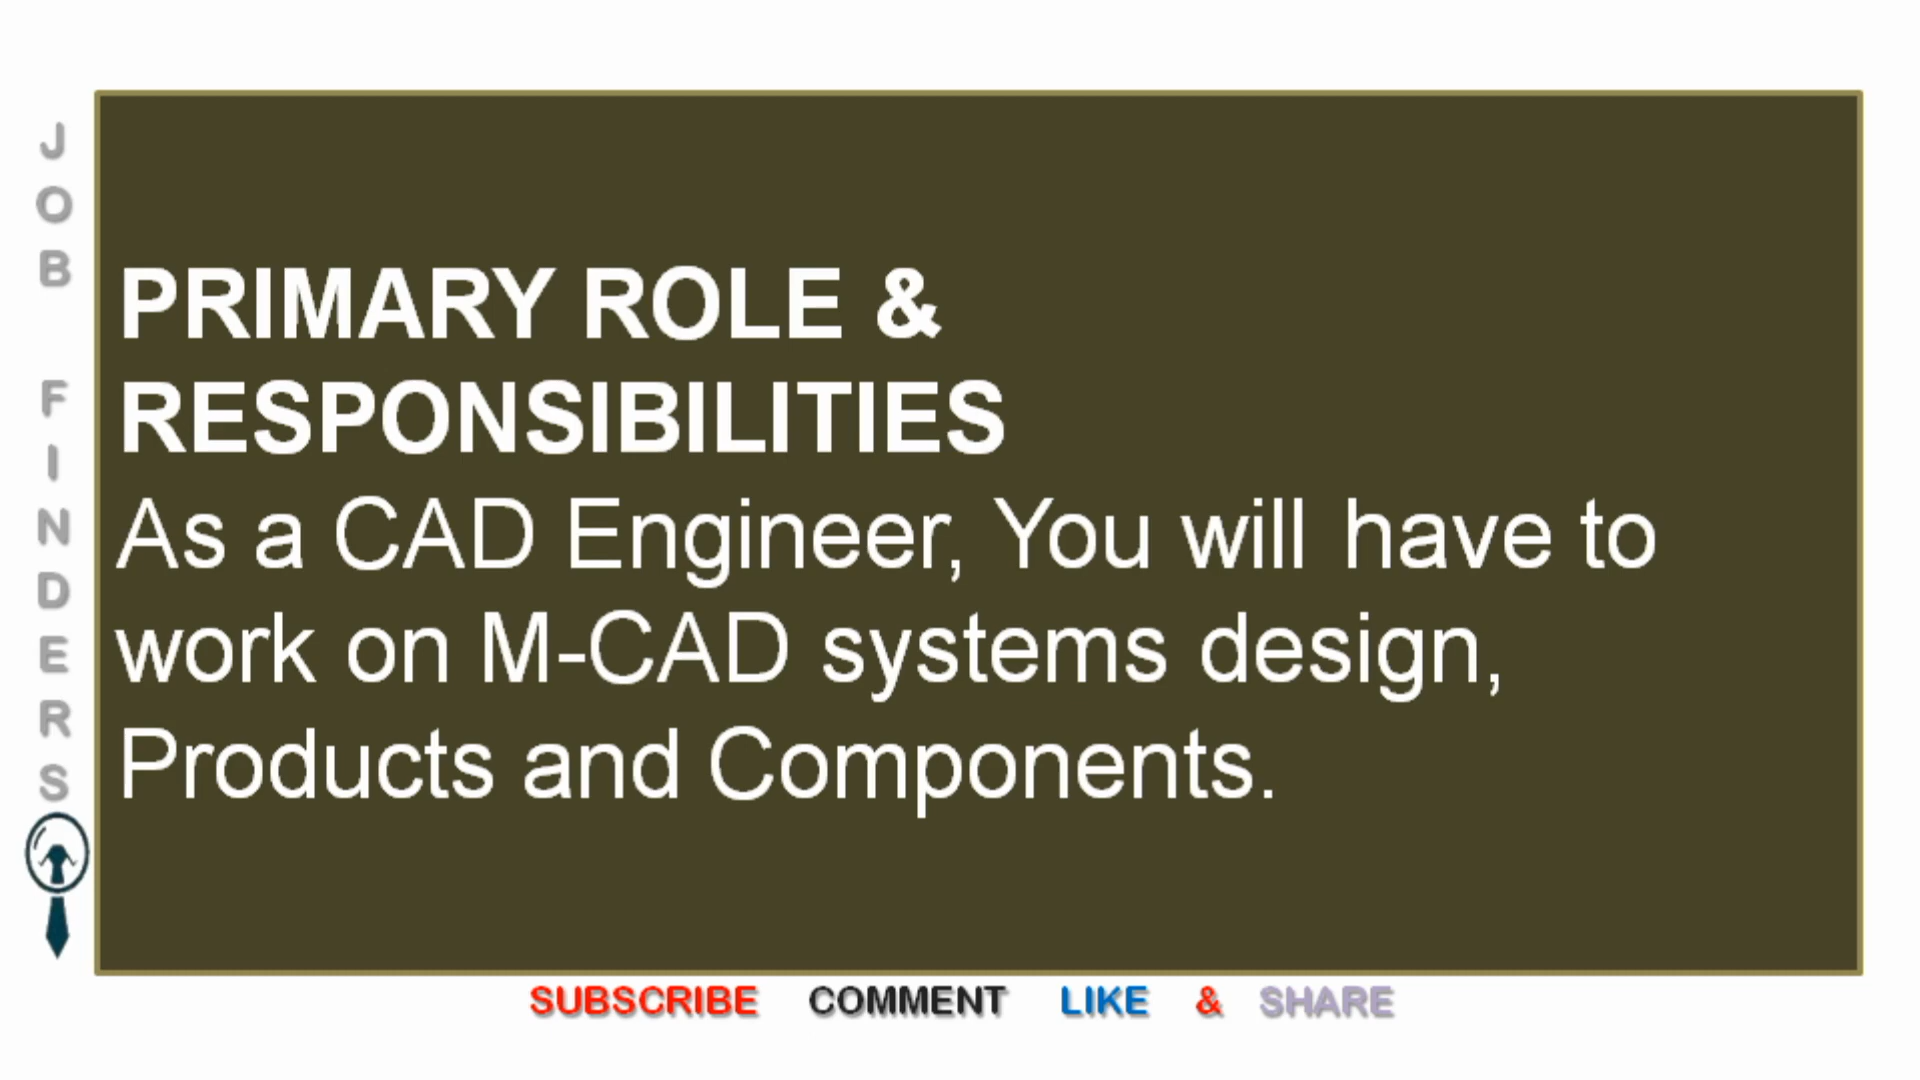 JOB FINDERS
PRIMARY ROLE &
RESPONSIBILITIES
As a CAD Engineer, You will have to
work on M-CAD systems design,
Products and Components.
SUBSCRIBE COMMENT LIKE & SHARE